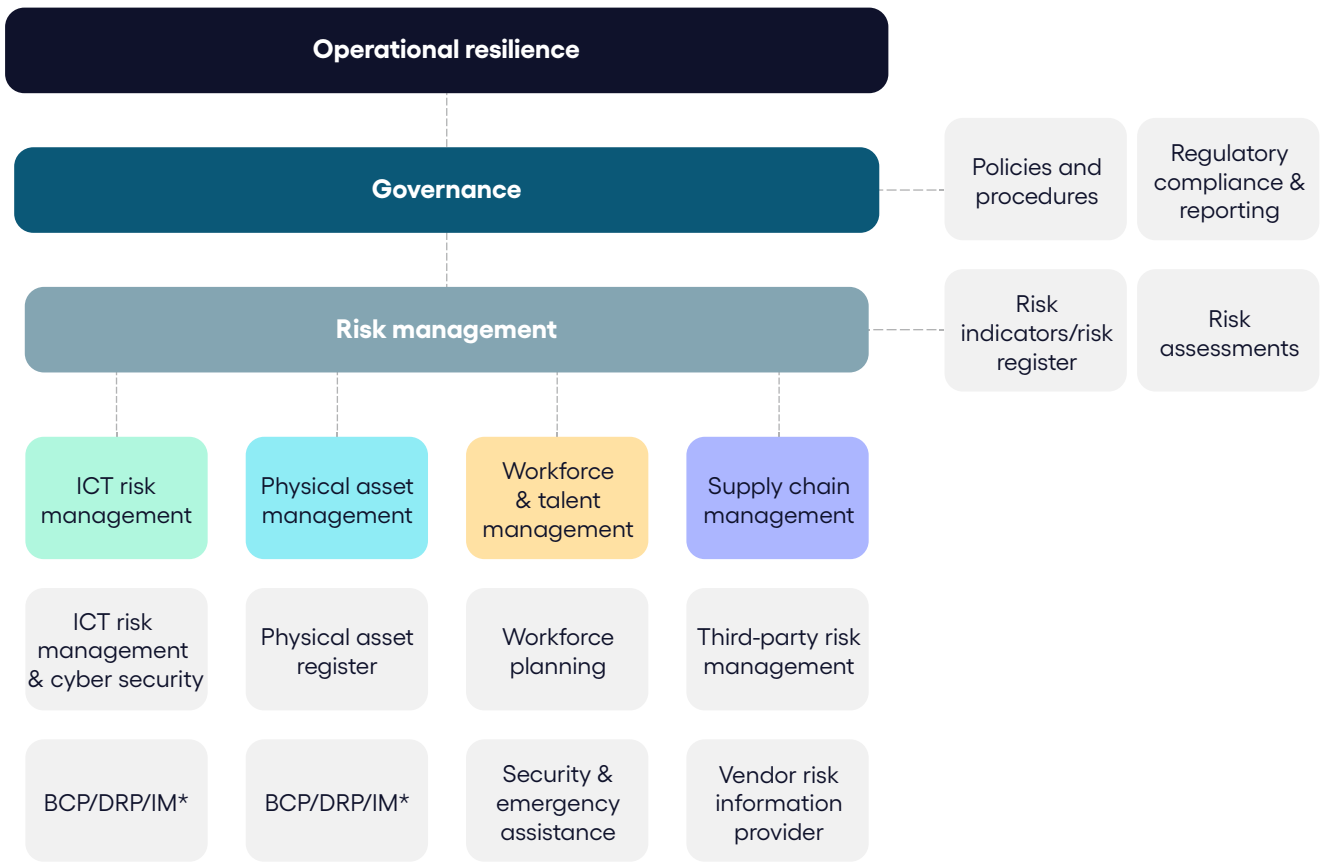 Operational resilience
Governance
Policies and
procedures
Regulatory
compliance &
reporting
Risk management
Risk
indicators/risk
register
Risk
assessments
ICT risk
management
Physical asset
management
Workforce
& talent
management
Supply chain
management
ICT risk
management
& cyber security
Physical asset
register
Workforce
planning
Third-party risk
management
BCP/DRP/IM*
BCP/DRP/IM*
Security &
emergency
assistance
Vendor risk
information
provider